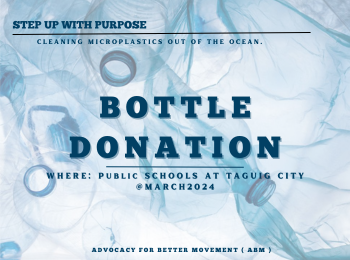 STEP UP WITH PURPOSE
CLEANING MICROPLASTICS OUT OF THE OCEAN.
BOTTLE
DONATION
WHERE: PUBLIC SCHOOLS AT TAGUIG CITY
@MARCH2024
ADVOCACY FOR BETTER MOVEMENT ( ABM )